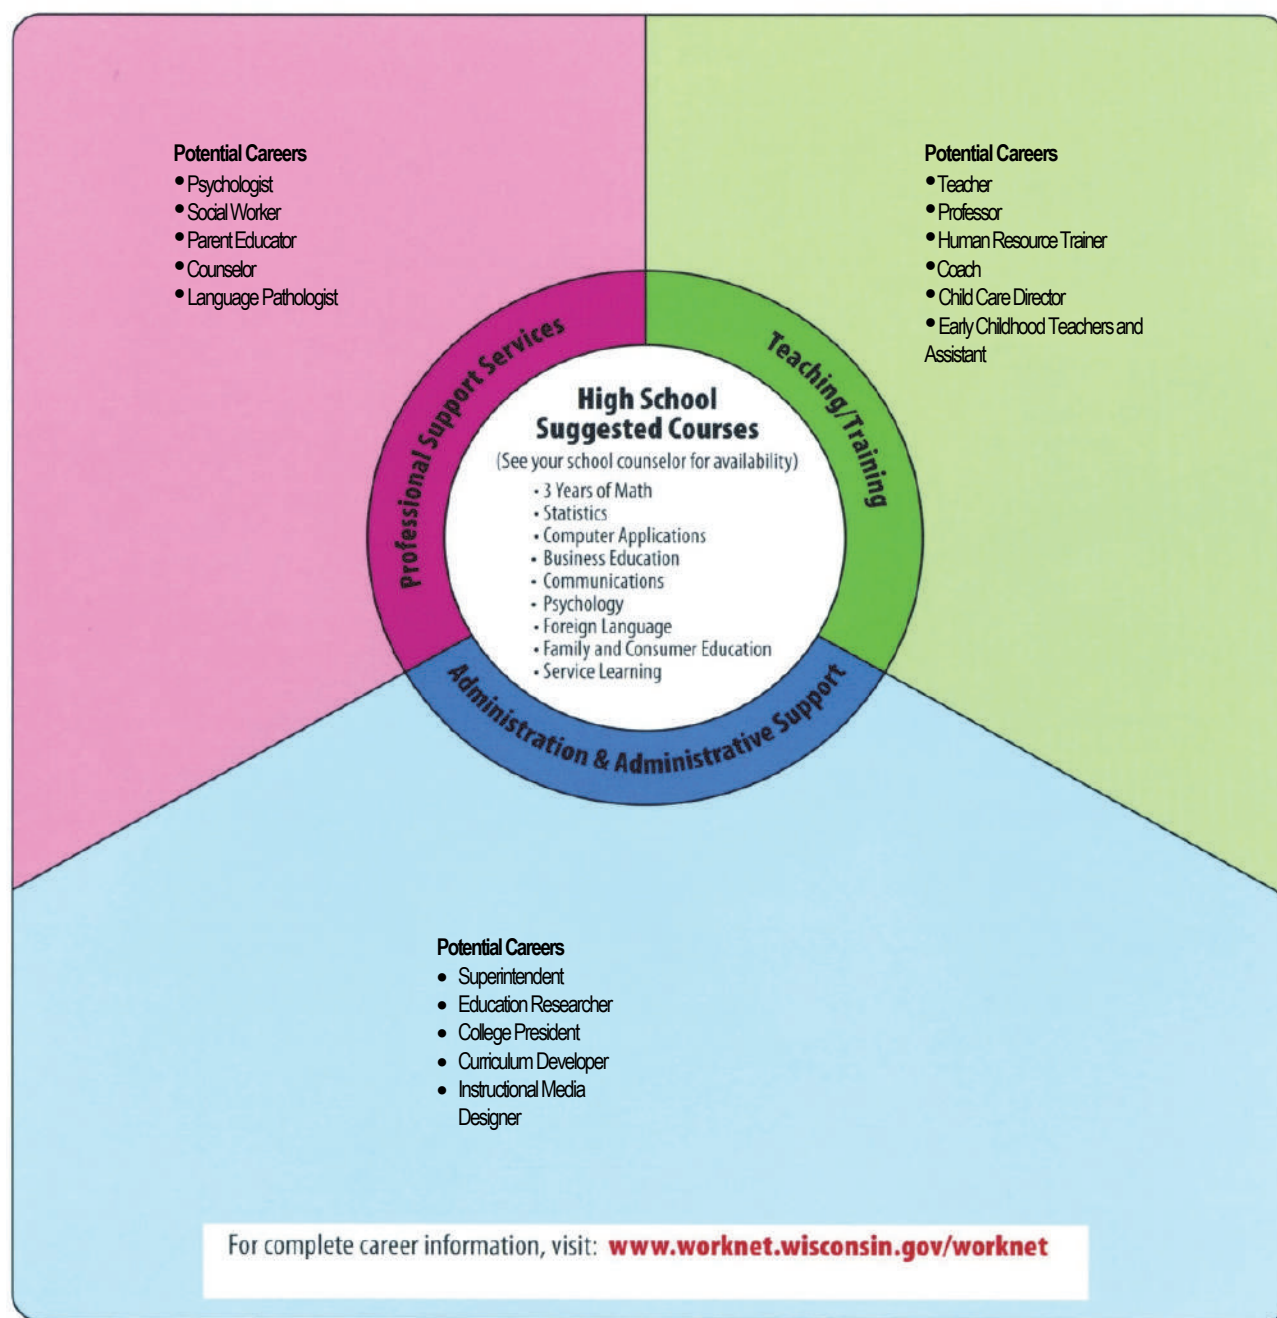 Potential Careers
• Psychologist
• Social Worker
• Parent Educator
• Counselor
• Language Pathologist
Potential Careers
• Teacher
• Professor
• Human Resource Trainer
• Coach
• Child Care Director
• Early Childhood Teachers and
Assistant
Professional Support Services
Teaching/Training
High School
Suggested Courses
(See your school counselor for availability)
• 3 Years of Math
• Statistics
• Computer Applications
• Business Education
• Communications
• Psychology
• Foreign Language
• Family and Consumer Education
• Service Learning
Administration & Administrative Support
Potential Careers
• Superintendent
• Education Researcher
• College President
• Curriculum Developer
• Instructional Media
Designer
For complete career information, visit: www.worknet.wisconsin.gov/worknet